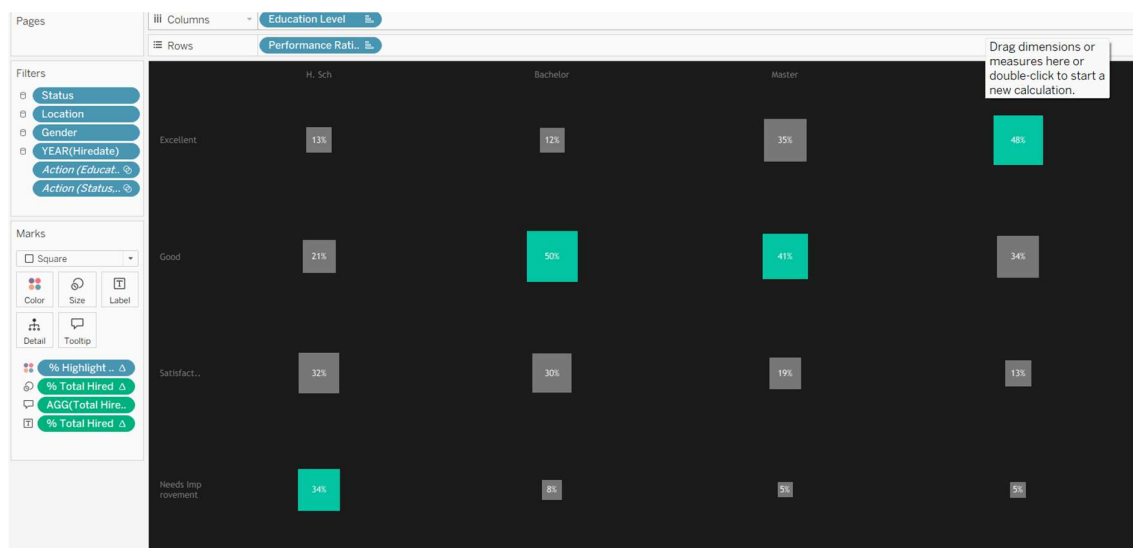 Pages
Columns
Education Level
Rows
Performance Rati..
Drag dimensions or
measures here or
double-click to start a
new calculation.
Filters
Status
Location
Gender
YEAR(Hiredate)
Action (Educat..
Action (Status,..
Marks
Square
Color
Size
Label
Detail
Tooltip
% Highlight ..
% Total Hired
AGG(Total Hire..
% Total Hired
H. Sch
Bachelor
Master
Excellent
13%
12%
35%
48%
Good
21%
50%
41%
34%
Satisfact...
32%
30%
19%
13%
Needs Imp
rovement
34%
8%
5%
5%